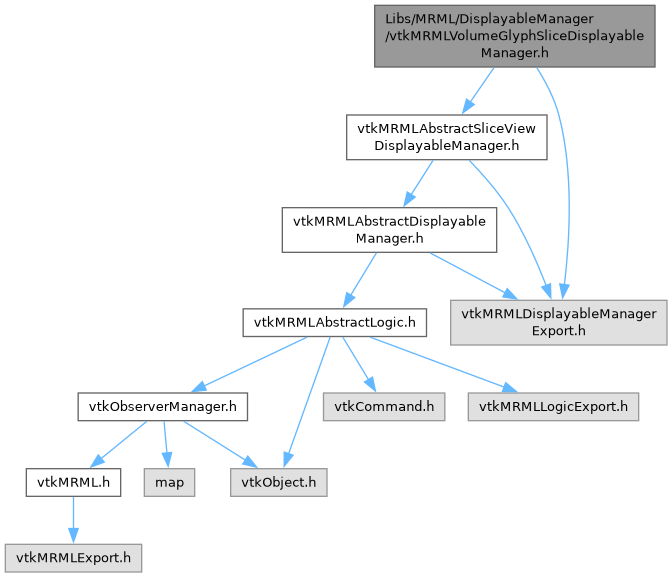 Libs/MRML/DisplayableManager
/vtkMRMLVolumeGlyphSliceDisplayable
Manager.h
vtkMRMLAbstractSliceView
DisplayableManager.h
vtkMRMLAbstractDisplayable
Manager.h
vtkMRMLDisplayableManager
Export.h
vtkMRMLAbstractLogic.h
vtkObserverManager.h
vtkCommand.h
vtkMRMLLogicExport.h
vtkMRML.h
map
vtkObject.h
vtkMRMLExport.h